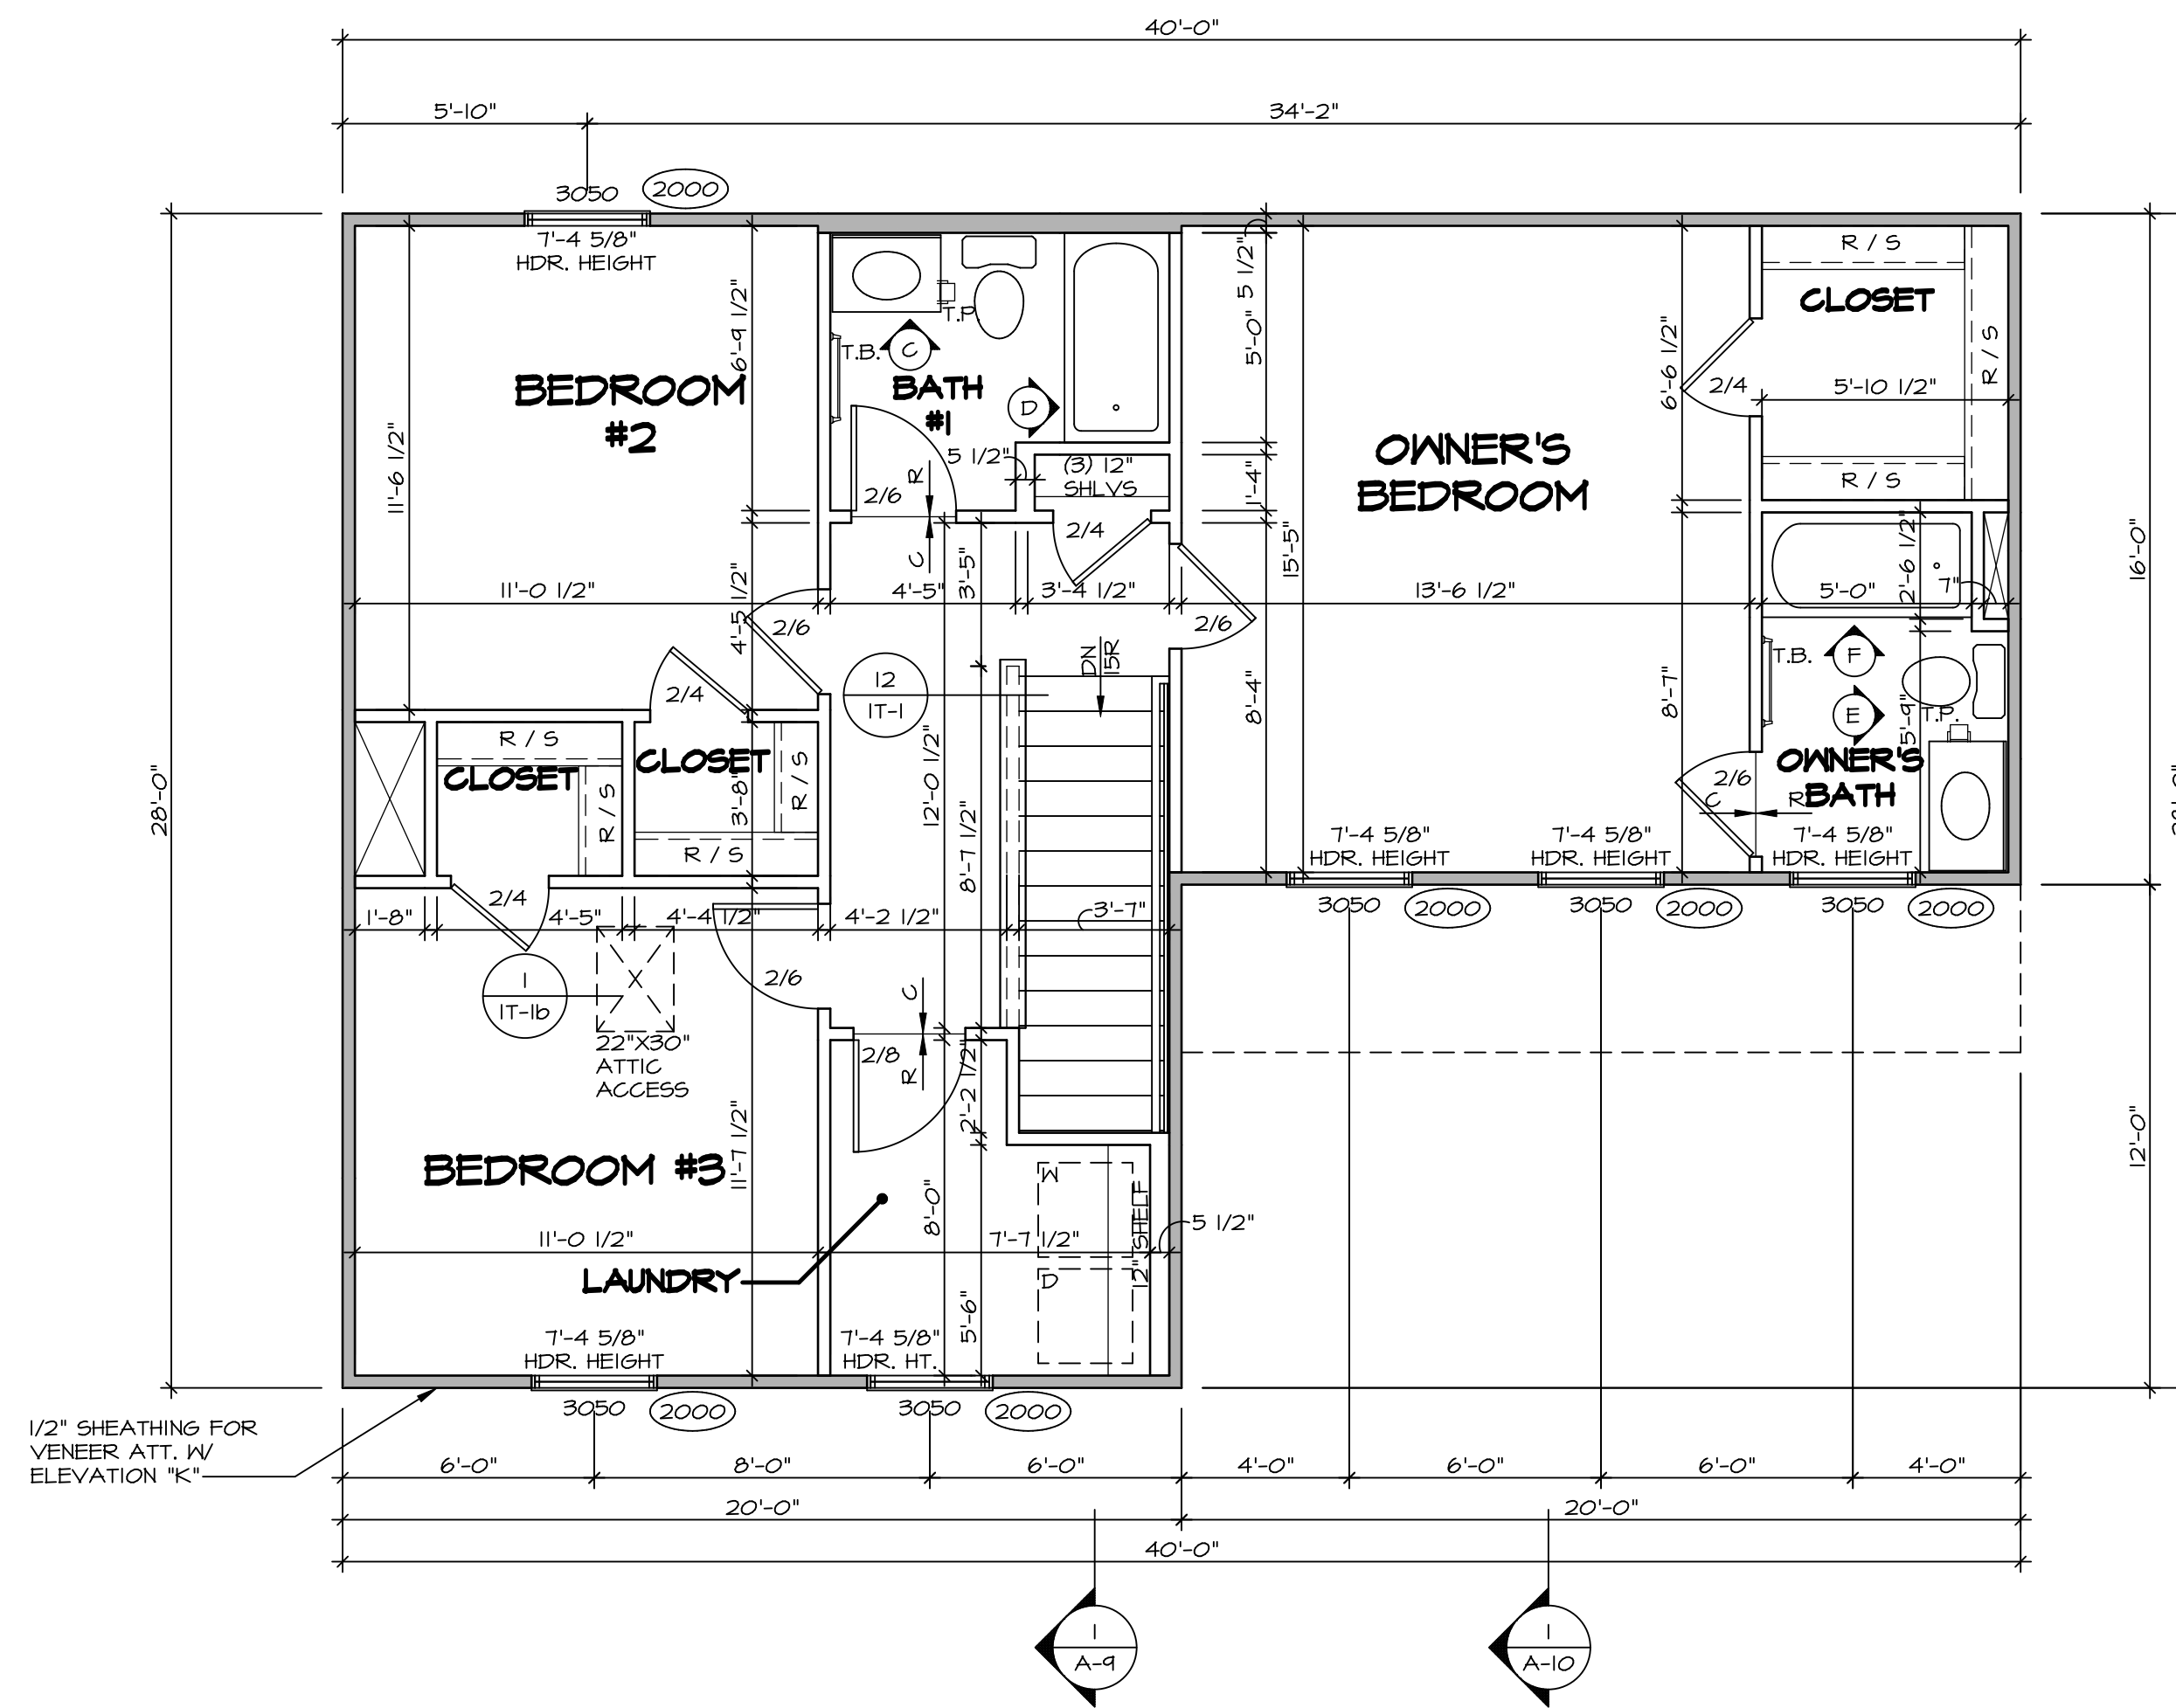 40'-0"
5'-10"
34'-2"
3050
2000
7'-4 5/8"
HDR. HEIGHT
5 1/2"
R / S
CLOSET
6'-9 1/2"
T.P.
5'-0"
T.B.
C
6'-6 1/2"
R / S
BEDROOM
#2
BATH
#1
D
2/4
5'-10 1/2"
11'-6 1/2"
5 1/2"
(3) 12"
SHLVS
1'-4"
OWNER'S
BEDROOM
R / S
2/6
R
C
2/4
15'-5"
16'-0"
3'-5"
2'-6 1/2"
11'-0 1/2"
4'-5 1/2"
4'-5"
3'-4 1/2"
13'-6 1/2"
5'-0"
7"
2/6
2/6
DN
15R
T.B.
F
2/4
12
1T-1
8'-4"
8'-7"
E
T.P.
5'-9"
R / S
CLOSET
CLOSET
R / S
R / S
3'-8"
R / S
12'-0 1/2"
8'-7 1/2"
OWNER'S
BATH
2/6
C
R
28'-0"
7'-4 5/8"
HDR. HEIGHT
7'-4 5/8"
HDR. HEIGHT
7'-4 5/8"
HDR. HEIGHT
2/4
1'-8"
4'-5"
4'-4 1/2"
4'-2 1/2"
3'-7"
3050
2000
3050
2000
3050
2000
X
2/6
1
1T-1b
C
22"X30"
ATTIC
ACCESS
2/8
R
2'-2 1/2"
12'-0"
11'-7 1/2"
BEDROOM #3
W
8'-0"
12" SHELF
5 1/2"
11'-0 1/2"
7'-7 1/2"
LAUNDRY
D
5'-6"
7'-4 5/8"
HDR. HEIGHT
7'-4 5/8"
HDR. HT.
3050
2000
3050
2000
1/2" SHEATHING FOR
VENEER ATT. W/
ELEVATION "K"
6'-0"
8'-0"
6'-0"
4'-0"
6'-0"
6'-0"
4'-0"
20'-0"
20'-0"
40'-0"
1
A-9
1
A-10